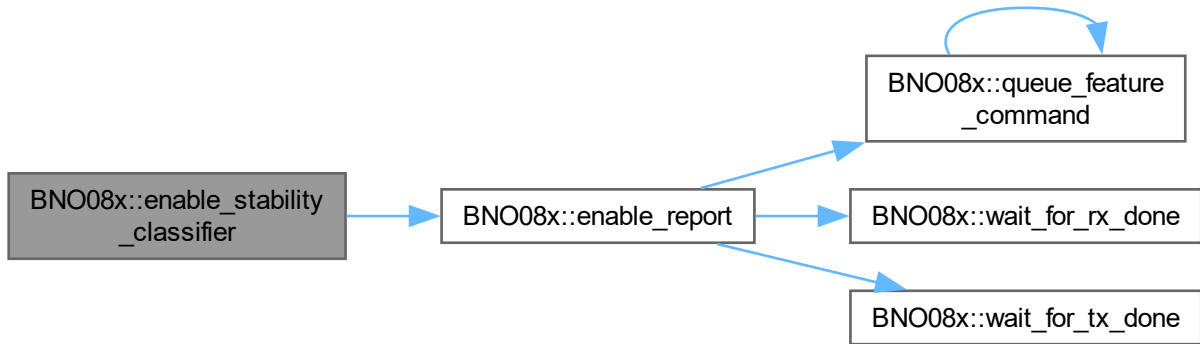 BNO08x::enable_stability
_classifier
BNO08x::enable_report
BNO08x::queue_feature
_command
BNO08x::wait_for_rx_done
BNO08x::wait_for_tx_done